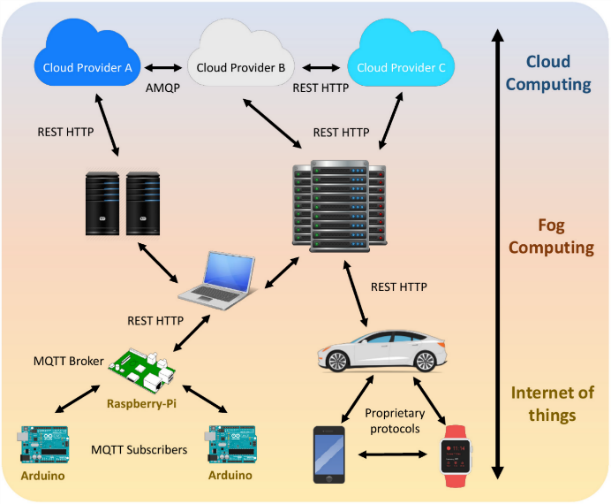 Cloud Provider A
Cloud Provider B
Cloud Provider C
AMQP
REST HTTP
Cloud
Computing
REST HTTP
REST HTTP
Fog
Computing
REST HTTP
REST HTTP
MQTT Broker
Raspberry-Pi
Internet of
things
Proprietary
protocols
MQTT Subscribers
Arduino
Arduino